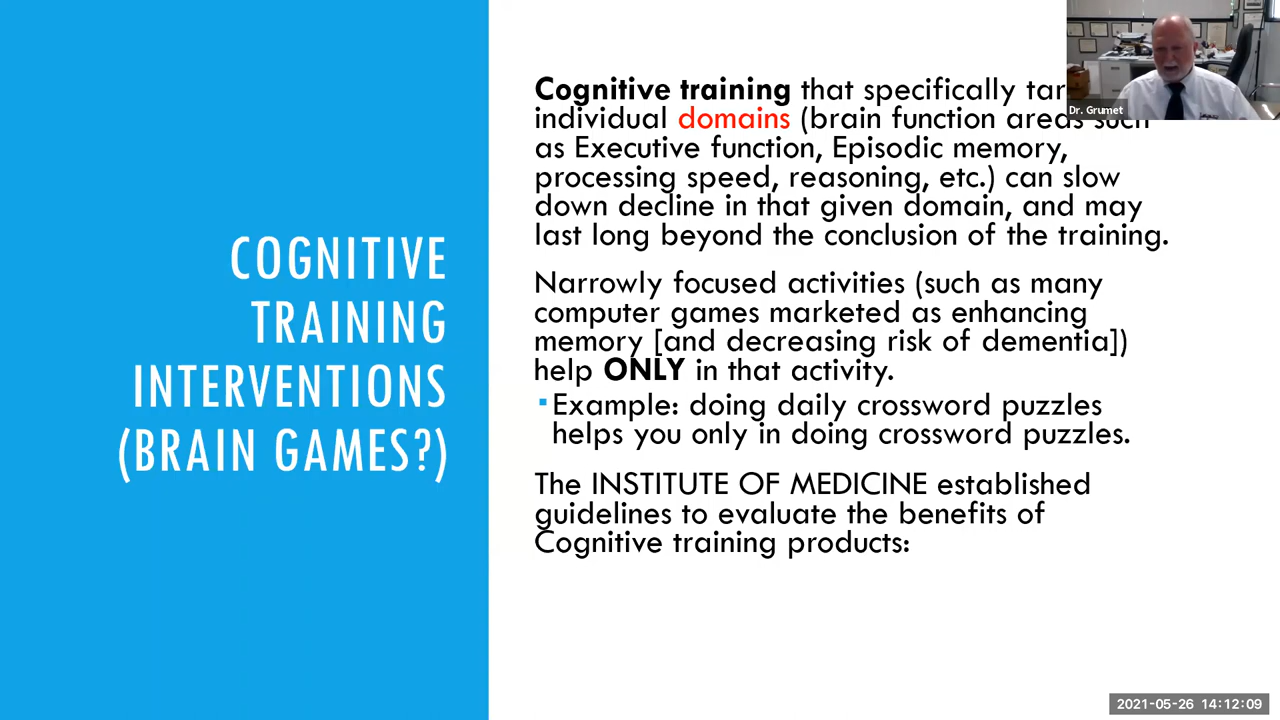 COGNITIVE
TRAINING
INTERVENTIONS
(BRAIN GAMES?)
Cognitive training that specifically tar
individual domains (brain function areas such
as Executive function, Episodic memory,
processing speed, reasoning, etc.) can slow
down decline in that given domain, and may
last long beyond the conclusion of the training.
Narrowly focused activities (such as many
computer games marketed as enhancing
memory [and decreasing risk of dementia])
help ONLY in that activity.
Example: doing daily crossword puzzles
helps you only in doing crossword puzzles.
The INSTITUTE OF MEDICINE established
guidelines to evaluate the benefits of
Cognitive training products:
Dr. Grumet
2021-05-26 14:12:09